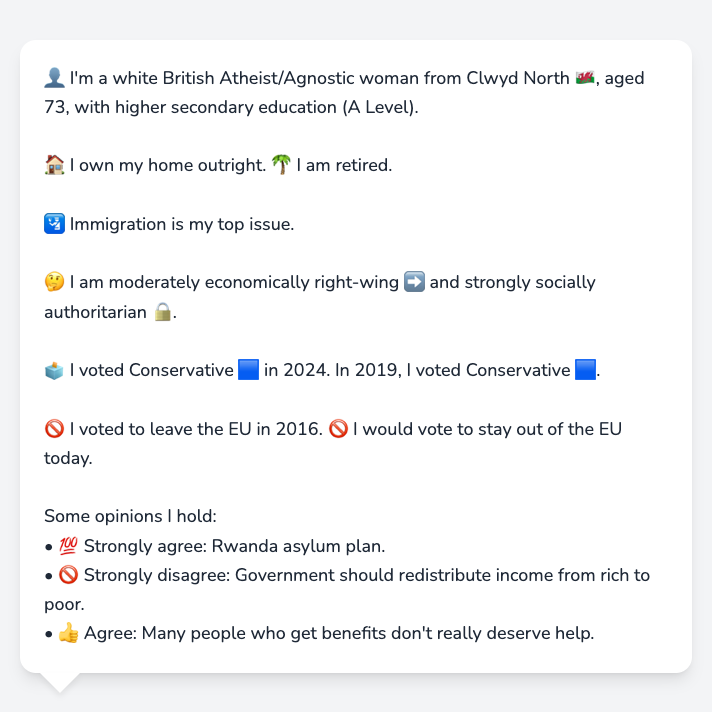 👤 I'm a white British Atheist/Agnostic woman from Clwyd North 🏴󠁧󠁢󠁷󠁬󠁳󠁿, aged
73, with higher secondary education (A Level).
🏠 I own my home outright. 🌴 I am retired.
🛂 Immigration is my top issue.
🤔 I am moderately economically right-wing ➡️ and strongly socially
authoritarian 🔒.
🗳️ I voted Conservative 🟦 in 2024. In 2019, I voted Conservative 🟦.
🚫 I voted to leave the EU in 2016. 🚫 I would vote to stay out of the EU
today.
Some opinions I hold:
• 💯 Strongly agree: Rwanda asylum plan.
• 🚫 Strongly disagree: Government should redistribute income from rich to
poor.
• 👍 Agree: Many people who get benefits don't really deserve help.